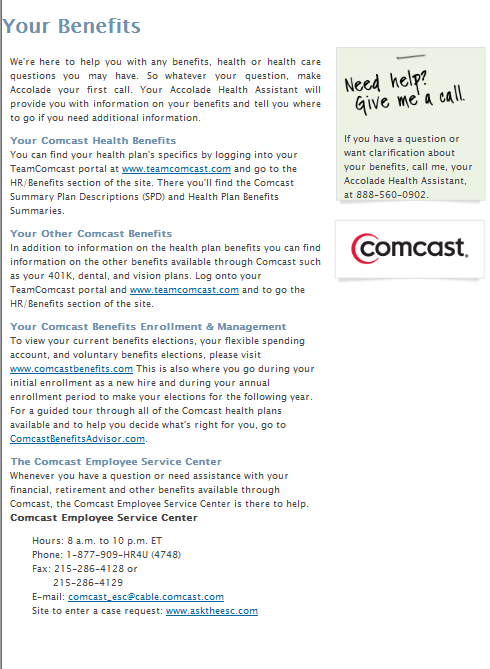 Your Benefits
We're here to help you with any benefits, health or health care
questions you may have. So whatever your question, make
Accolade your first call. Your Accolade Health Assistant will
provide you with information on your benefits and tell you where
to go if you need additional information.
Your Comcast Health Benefits
You can find your health plan's specifics by logging into your
TeamComcast portal at www.teamcomcast.com and go to the
HR/Benefits section of the site. There you'll find the Comcast
Summary Plan Descriptions (SPD) and Health Plan Benefits
Summaries.
Your Other Comcast Benefits
In addition to information on the health plan benefits you can find
information on the other benefits available through Comcast such
as your 401K, dental, and vision plans. Log onto your
TeamComcast portal and www.teamcomcast.com and to go the
HR/Benefits section of the site.
Your Comcast Benefits Enrollment & Management
To view your current benefits elections, your flexible spending
account, and voluntary benefits elections, please visit
www.comcastbenefits.com This is also where you go during your
initial enrollment as a new hire and during your annual
enrollment period to make your elections for the following year.
For a guided tour through all of the Comcast health plans
available and to help you decide what's right for you, go to
ComcastBenefitsAdvisor.com.
The Comcast Employee Service Center
Whenever you have a question or need assistance with your
financial, retirement and other benefits available through
Comcast, the Comcast Employee Service Center is there to help.
Comcast Employee Service Center
Hours: 8 a.m. to 10 p.m. ET
Phone: 1-877-909-HR4U (4748)
Fax: 215-286-4128 or
215-286-4129
E-mail: comcast_esc@cable.comcast.com
Site to enter a case request: www.asktheesc.com
Need help?
Give me a call.
If you have a question or
want clarification about
your benefits, call me, your
Accolade Health Assistant,
at 888-560-0902.
comcast.